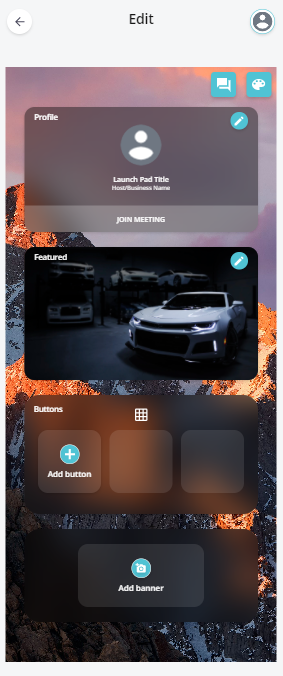 Edit
Profile
Launch Pad Title
Host/Business Name
JOIN MEETING
Featured
Buttons
Add button
Add banner